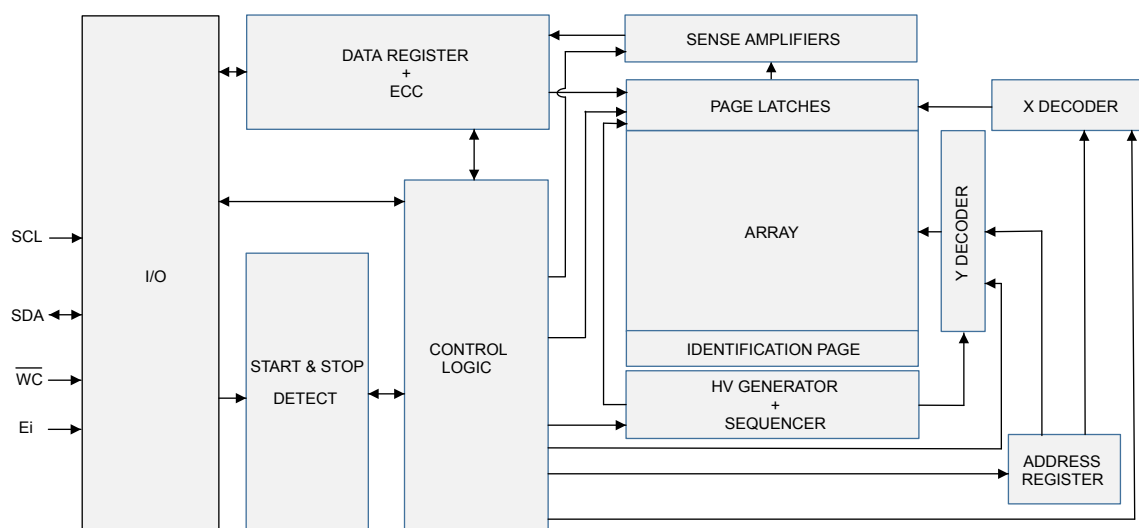 SENSE AMPLIFIERS
DATA REGISTER
+
ECC
PAGE LATCHES
X DECODER
SCL
I/O
ARRAY
Y DECODER
SDA
START & STOP
DETECT
CONTROL
LOGIC
IDENTIFICATION PAGE
WC
HV GENERATOR
+
SEQUENCER
Ei
ADDRESS
REGISTER